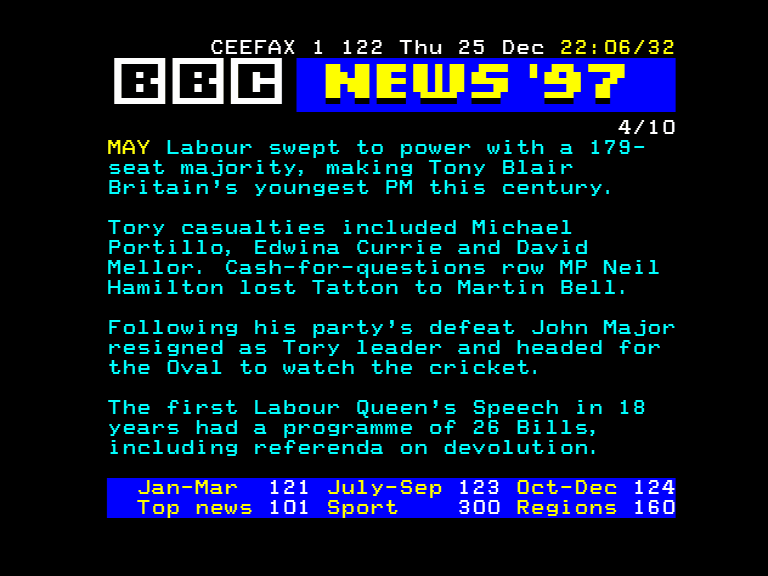 CEEFAX 1 122 Thu 25 Dec 22:06/32
BBC NEWS '97
4/10
MAY Labour swept to power with a 179-
seat majority, making Tony Blair
Britain's youngest PM this century.
Tory casualties included Michael
Portillo, Edwina Currie and David
Mellor. Cash-for-questions row MP Neil
Hamilton lost Tatton to Martin Bell.
Following his party's defeat John Major
resigned as Tory leader and headed for
the Oval to watch the cricket.
The first Labour Queen's Speech in 18
years had a programme of 26 Bills,
including referenda on devolution.
Jan-Mar 121 July-Sep 123 Oct-Dec 124
Top news 101 Sport 300 Regions 160